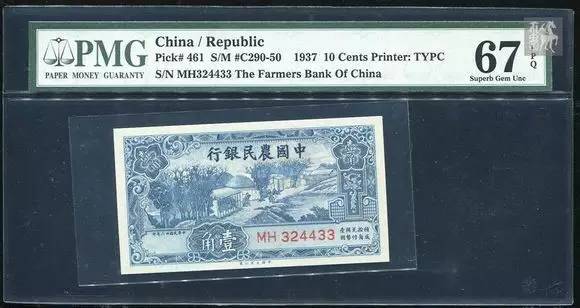 PMG
PAPER MONEY GUARANTY
China / Republic
Pick# 461 S/M #C290-50 1937 10 Cents Printer: TYPC
S/N MH324433 The Farmers Bank Of China
67 EPQ
Superb Gem Unc
行銀民農國中
角壹
MH 324433